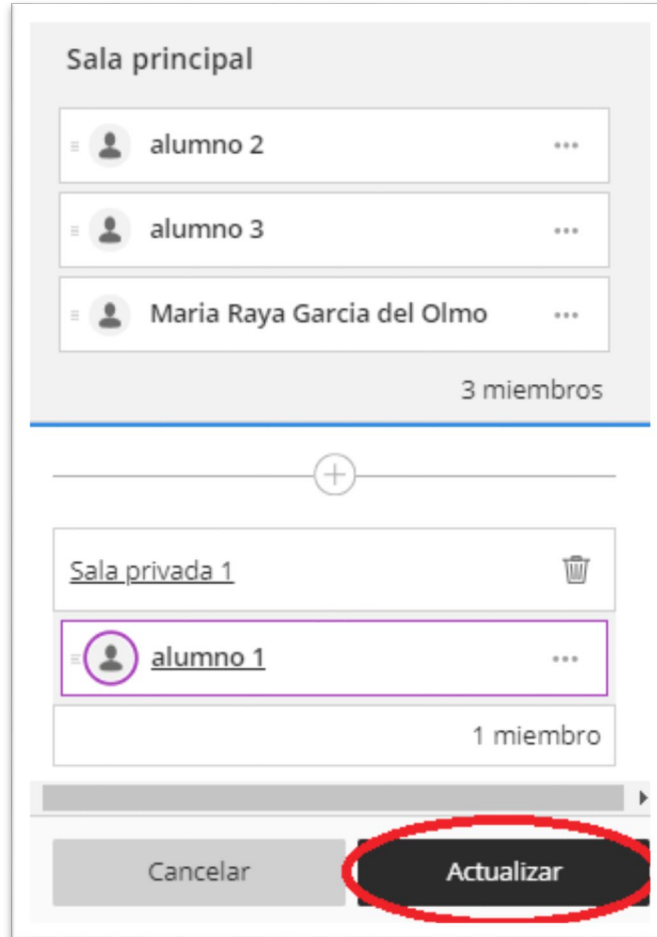 Sala principal
alumno 2
alumno 3
Maria Raya Garcia del Olmo
3 miembros
Sala privada 1
alumno 1
1 miembro
Cancelar Actualizar